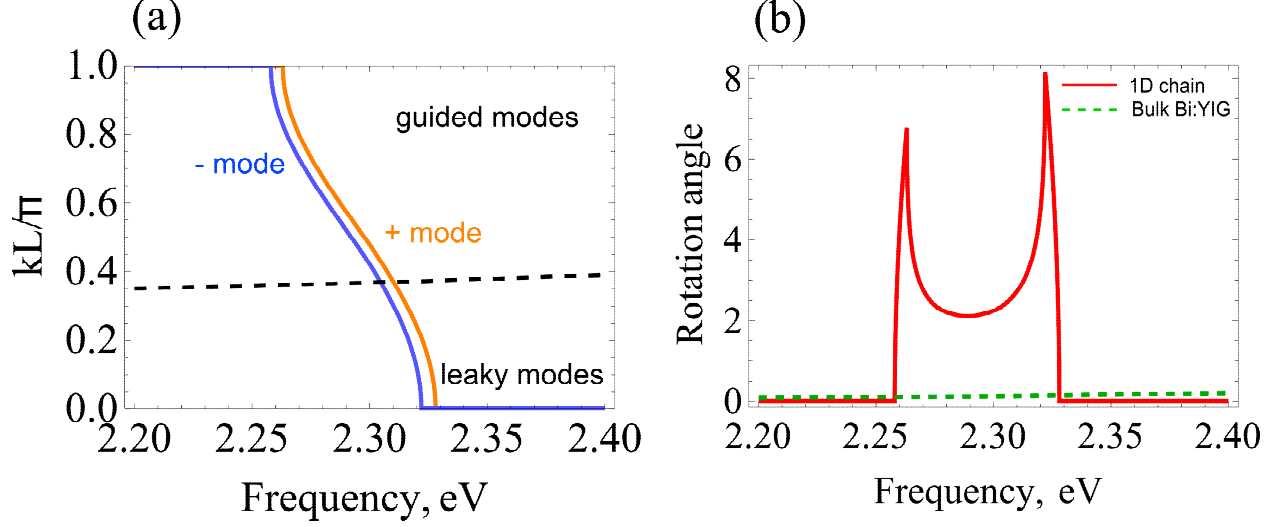 (a)
1.0
0.8
0.6
0.4
0.2
0.0
kL/π
guided modes
- mode
+ mode
leaky modes
2.20 2.25 2.30 2.35 2.40
Frequency, eV
(b)
8
6
4
2
0
Rotation angle
1D chain
Bulk Bi:YIG
2.20 2.25 2.30 2.35 2.40
Frequency, eV